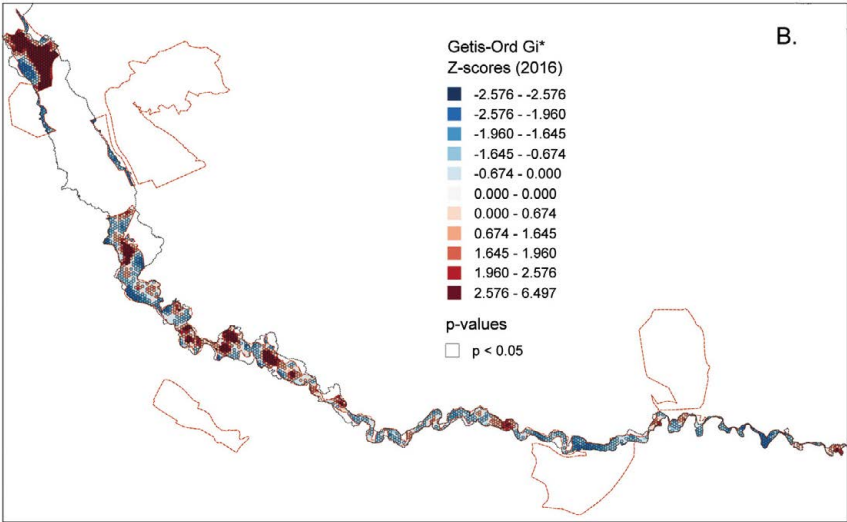 B.
Getis-Ord Gi*
Z-scores (2016)
-2.576 - -2.576
-2.576 - -1.960
-1.960 - -1.645
-1.645 - -0.674
-0.674 - 0.000
0.000 - 0.000
0.000 - 0.674
0.674 - 1.645
1.645 - 1.960
1.960 - 2.576
2.576 - 6.497
p-values
p < 0.05